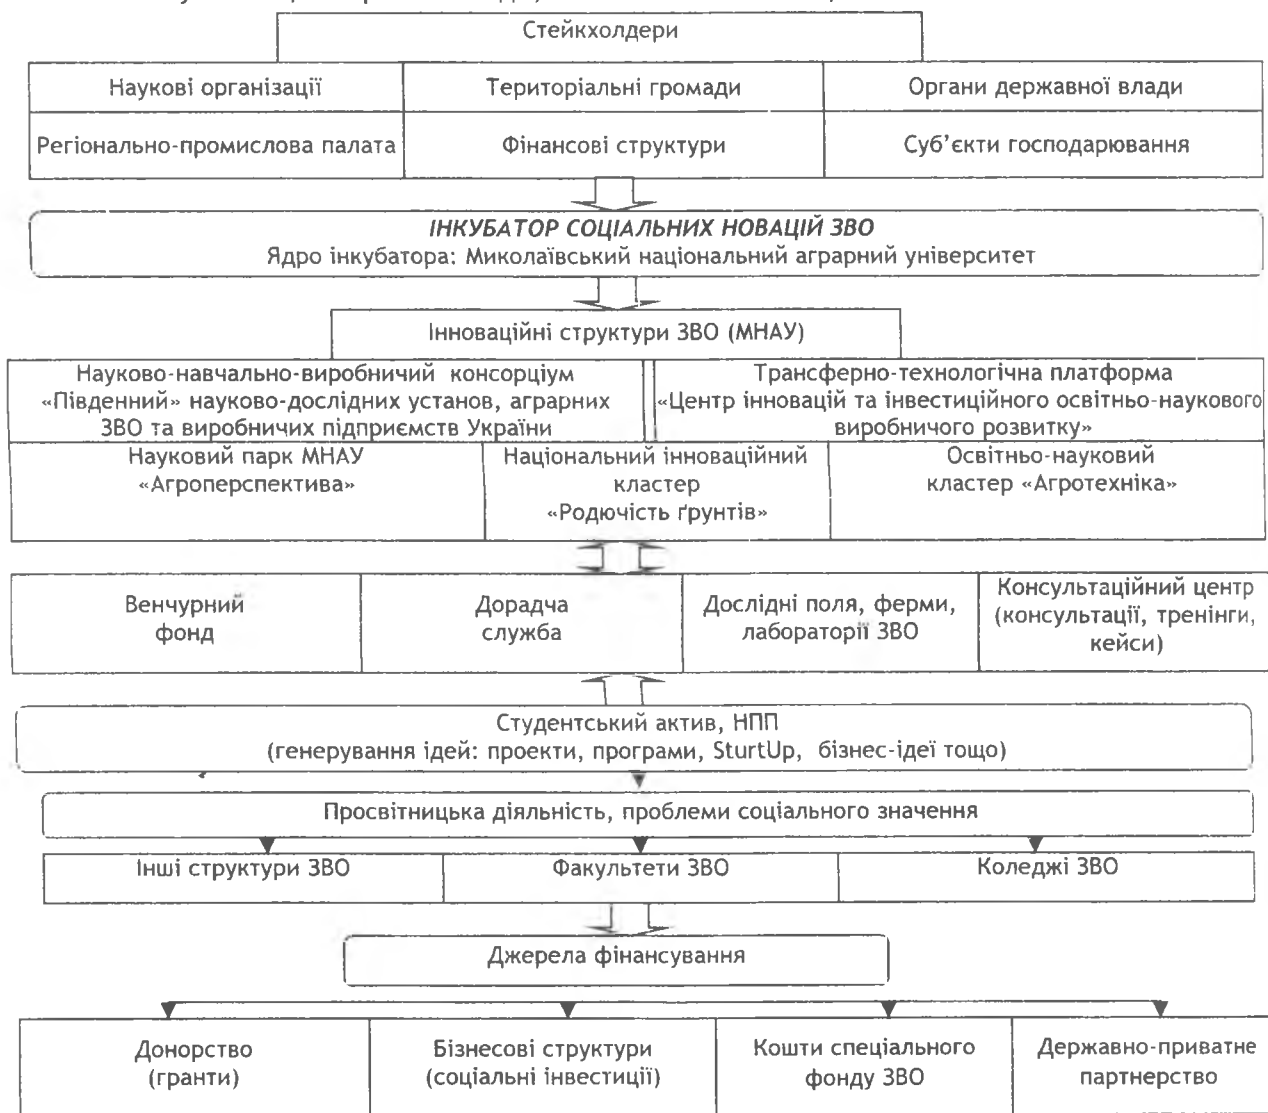 Стейкхолдери
Наукові організації
Територіальні громади
Органи державної влади
Регіонально-промислова палата
Фінансові структури
Суб’єкти господарювання
ІНКУБАТОР СОЦІАЛЬНИХ НОВАЦІЙ ЗВО
Ядро інкубатора: Миколаївський національний аграрний університет
Інноваційні структури ЗВО (МНАУ)
Науково-навчально-виробничий консорціум
«Південний» науково-дослідних установ, аграрних
ЗВО та виробничих підприємств України
Трансферно-технологічна платформа
«Центр інновацій та інвестиційного освітньо-наукового
виробничого розвитку»
Науковий парк МНАУ
«Агроперспектива»
Національний інноваційний
кластер
«Родючість ґрунтів»
Освітньо-науковий
кластер «Агротехніка»
Венчурний
фонд
Дорадча
служба
Дослідні поля, ферми,
лабораторії ЗВО
Консультаційний центр
(консультації, тренінги,
кейси)
Студентський актив, НПП
(генерування ідей: проекти, програми, SturtUp, бізнес-ідеї тощо)
Просвітницька діяльність, проблеми соціального значення
Інші структури ЗВО
Факультети ЗВО
Коледжі ЗВО
Джерела фінансування
Донорство
(гранти)
Бізнесові структури
(соціальні інвестиції)
Кошти спеціального
фонду ЗВО
Державно-приватне
партнерство